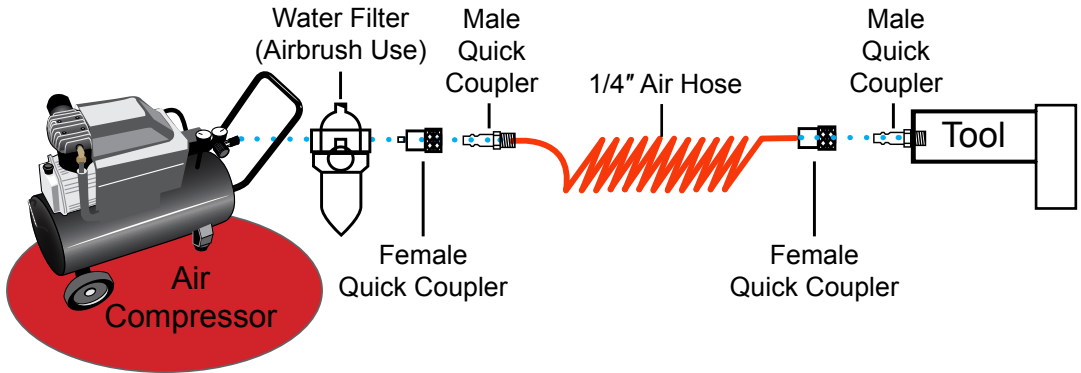 Water Filter
(Airbrush Use)
Male
Quick
Coupler
1/4″ Air Hose
Male
Quick
Coupler
Tool
Female
Quick Coupler
Female
Quick Coupler
Air
Compressor